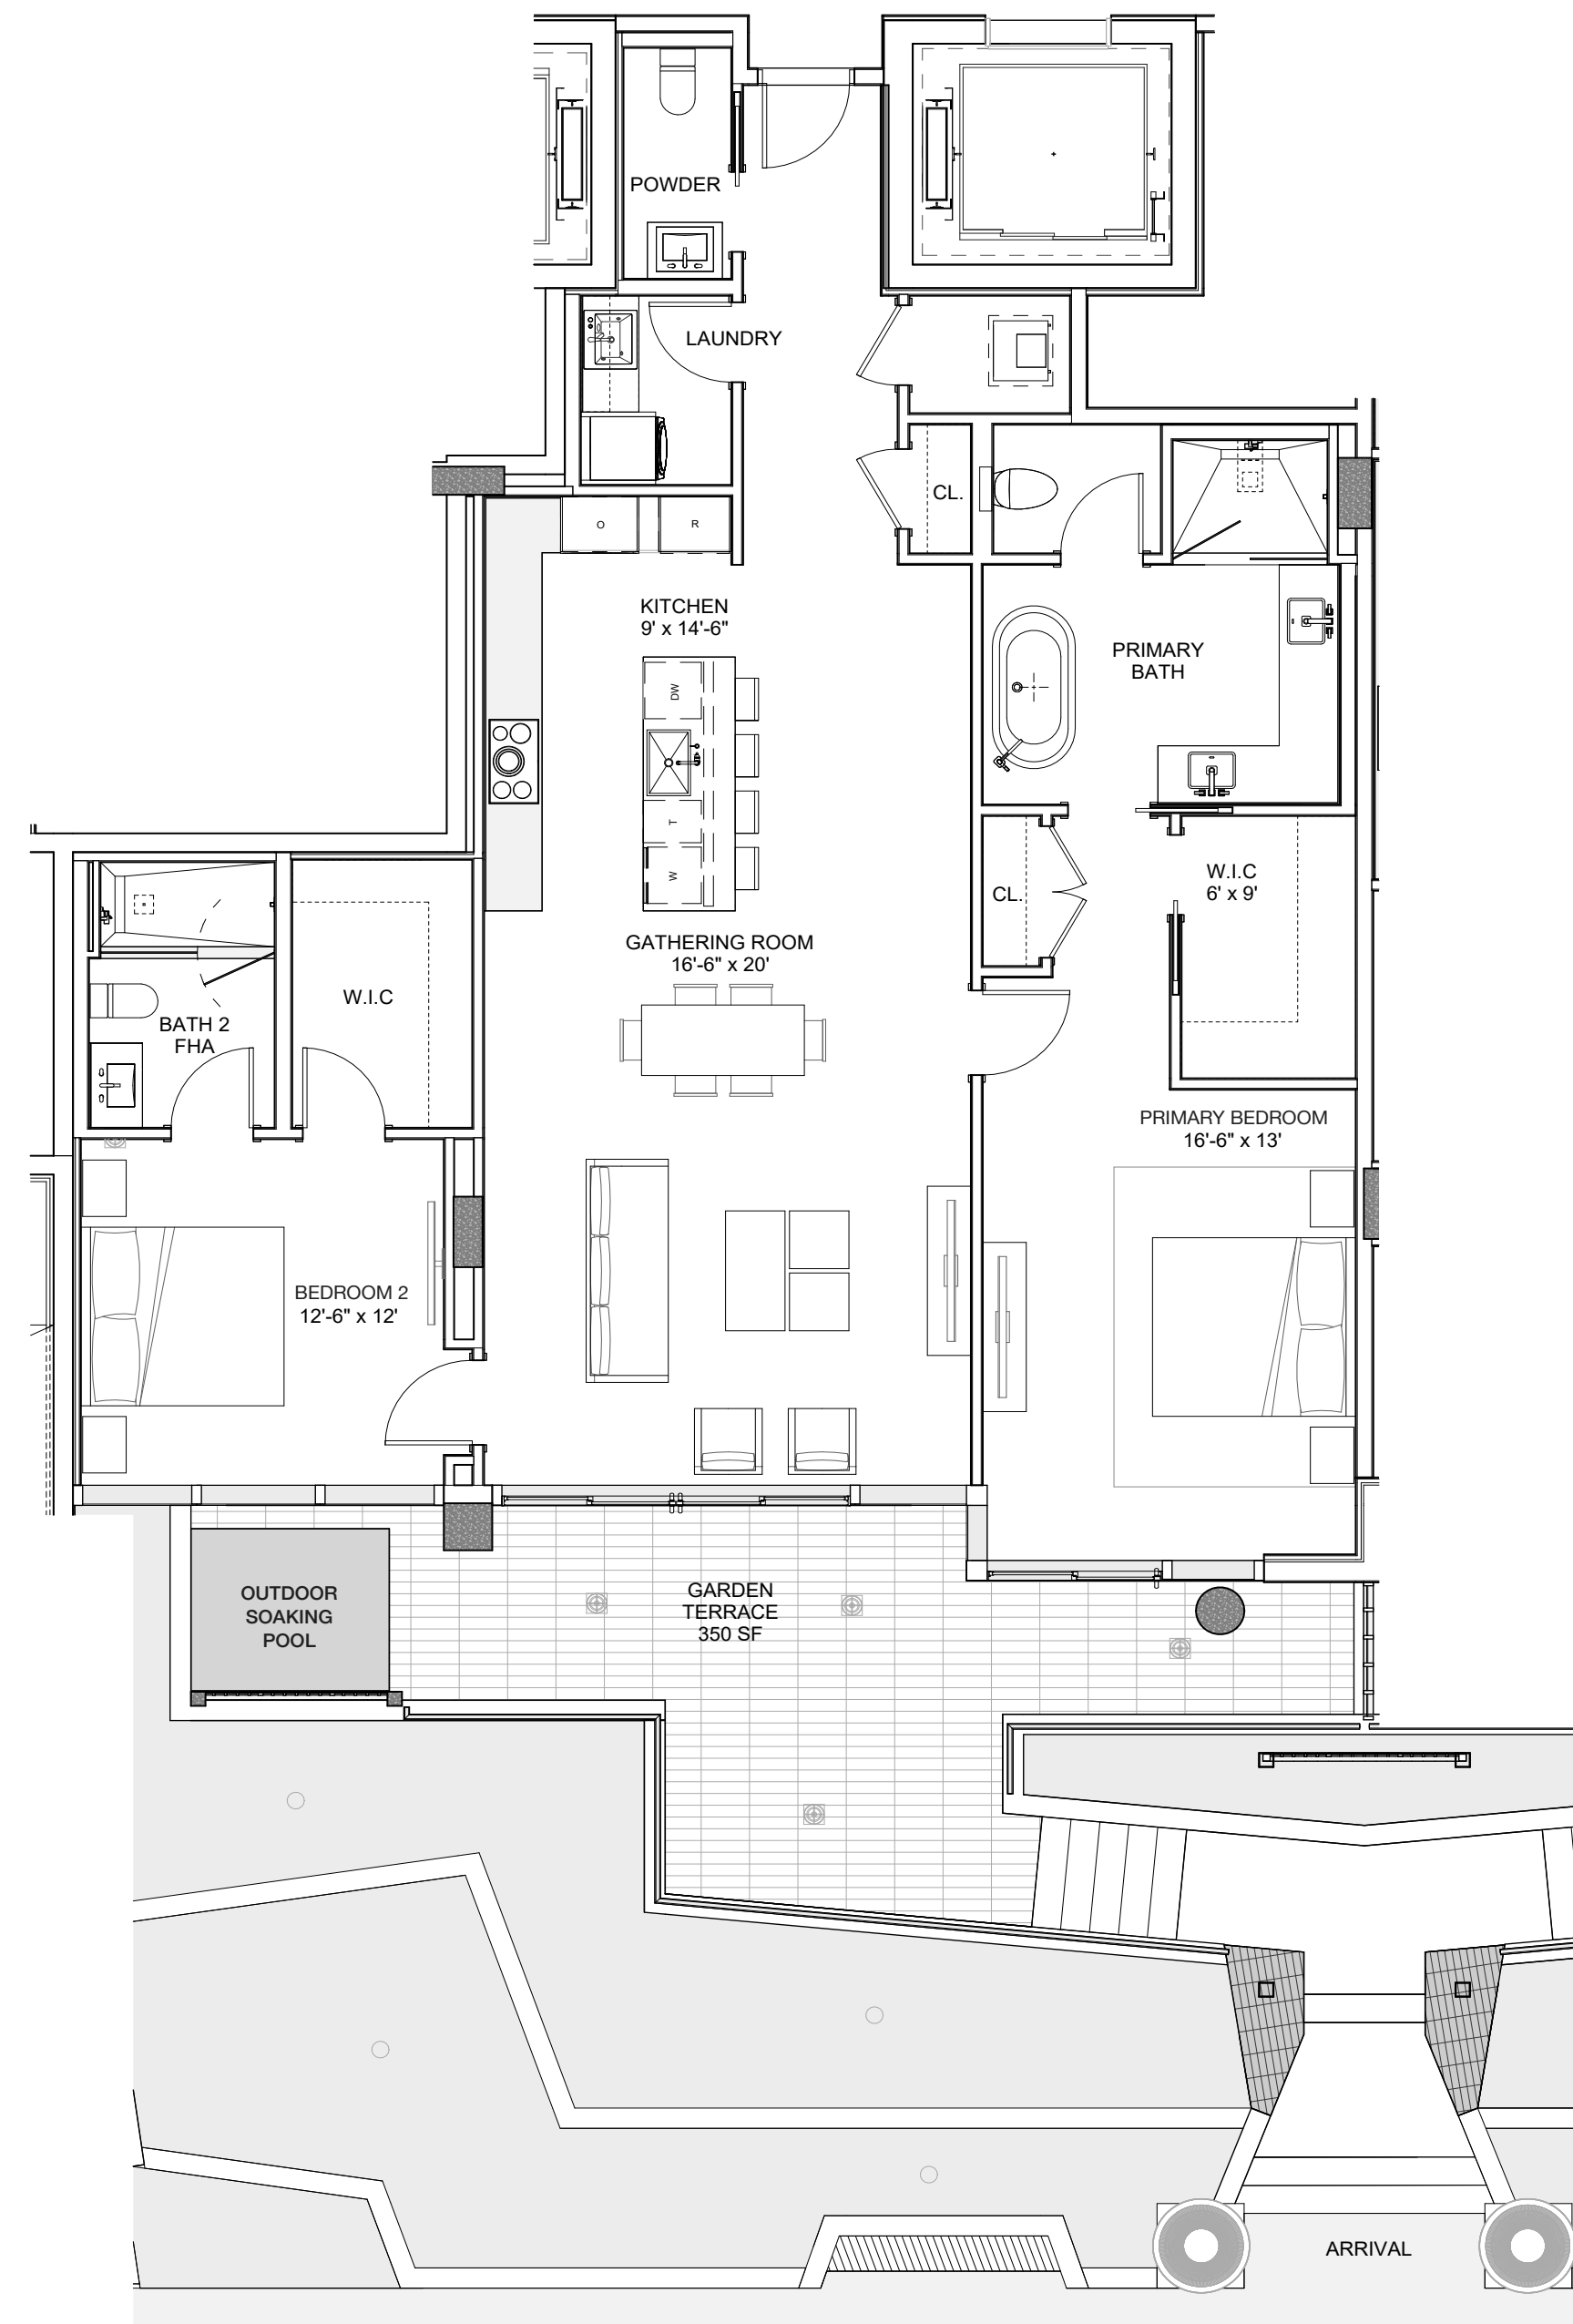 POWDER
LAUNDRY
CL.
O
R
KITCHEN
9' x 14'-6"
PRIMARY
BATH
DW
T
W
W.I.C
6' x 9'
CL.
GATHERING ROOM
16'-6" x 20'
W.I.C
BATH 2
FHA
PRIMARY BEDROOM
16'-6" x 13'
BEDROOM 2
12'-6" x 12'
OUTDOOR
SOAKING
POOL
GARDEN
TERRACE
350 SF
ARRIVAL